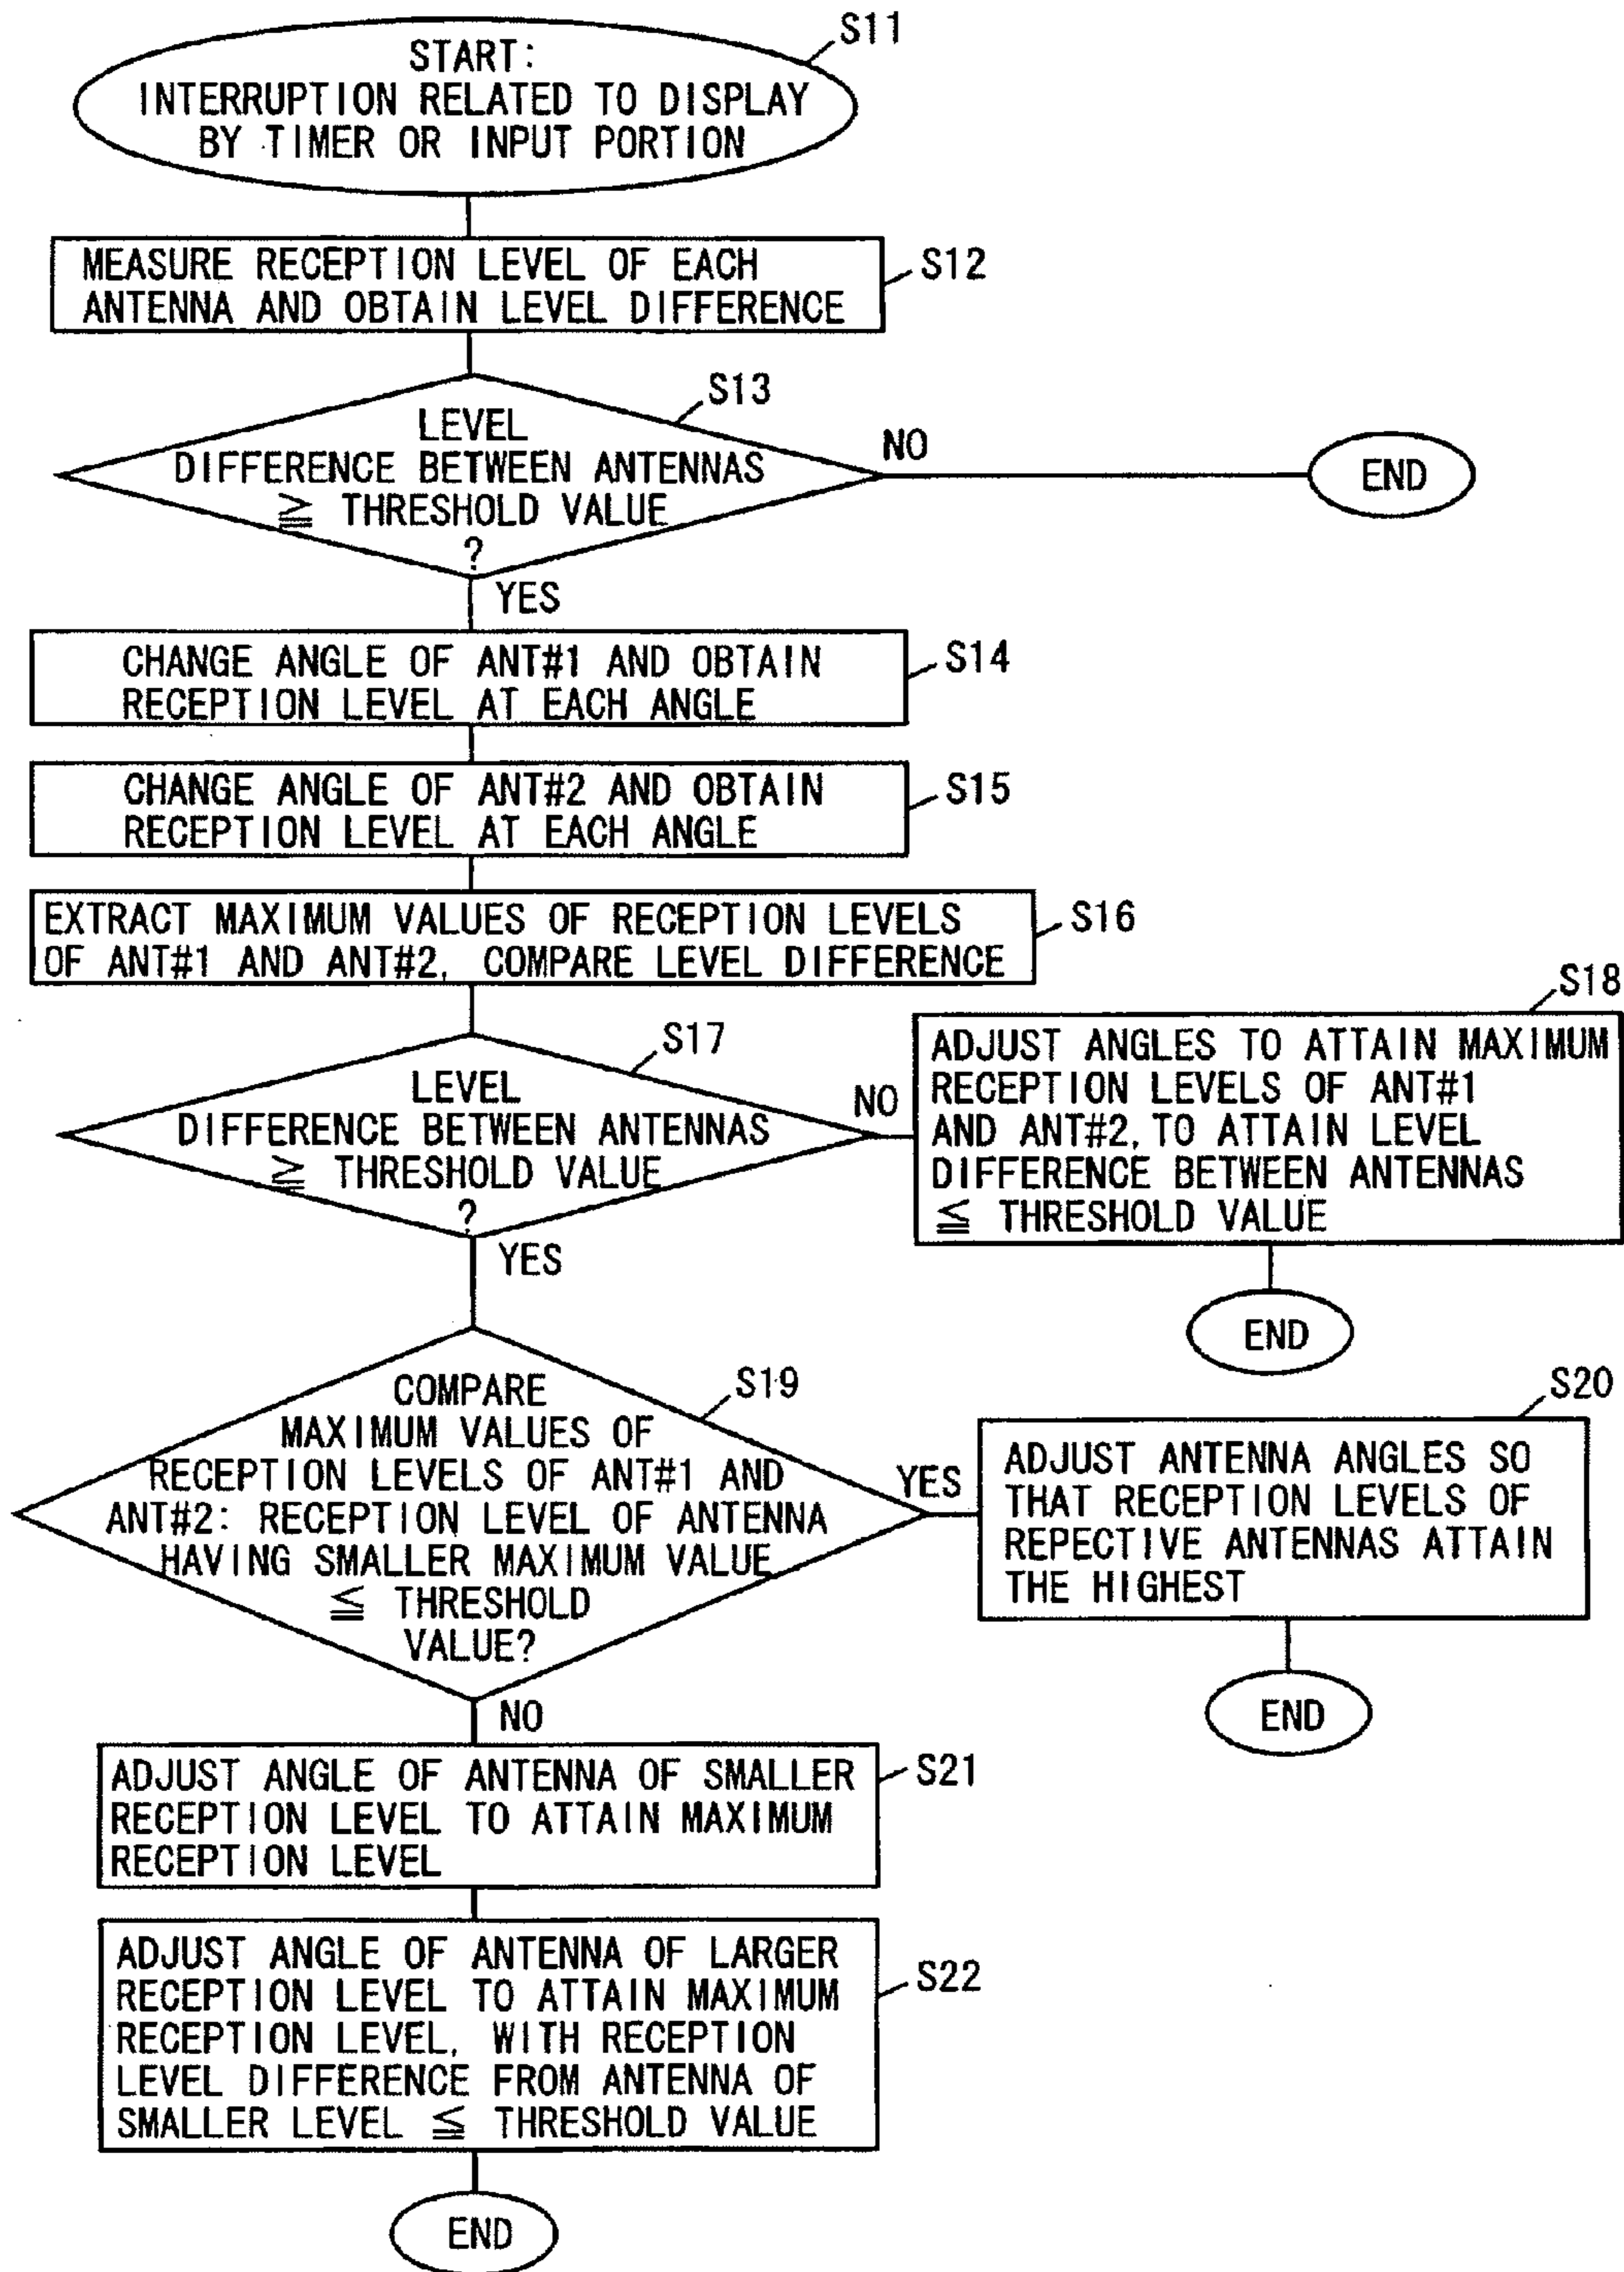 S11
START:
INTERRUPTION RELATED TO DISPLAY
BY TIMER OR INPUT PORTION
MEASURE RECEPTION LEVEL OF EACH
ANTENNA AND OBTAIN LEVEL DIFFERENCE
S12
S13
LEVEL
DIFFERENCE BETWEEN ANTENNAS
≧ THRESHOLD VALUE
?
NO
END
YES
CHANGE ANGLE OF ANT#1 AND OBTAIN
RECEPTION LEVEL AT EACH ANGLE
S14
CHANGE ANGLE OF ANT#2 AND OBTAIN
RECEPTION LEVEL AT EACH ANGLE
S15
EXTRACT MAXIMUM VALUES OF RECEPTION LEVELS
OF ANT#1 AND ANT#2, COMPARE LEVEL DIFFERENCE
S16
S17
LEVEL
DIFFERENCE BETWEEN ANTENNAS
≧ THRESHOLD VALUE
?
NO
S18
ADJUST ANGLES TO ATTAIN MAXIMUM
RECEPTION LEVELS OF ANT#1
AND ANT#2, TO ATTAIN LEVEL
DIFFERENCE BETWEEN ANTENNAS
≦ THRESHOLD VALUE
END
YES
S19
COMPARE
MAXIMUM VALUES OF
RECEPTION LEVELS OF ANT#1 AND
ANT#2: RECEPTION LEVEL OF ANTENNA
HAVING SMALLER MAXIMUM VALUE
≦ THRESHOLD
VALUE?
YES
S20
ADJUST ANTENNA ANGLES SO
THAT RECEPTION LEVELS OF
REPECTIVE ANTENNAS ATTAIN
THE HIGHEST
END
NO
ADJUST ANGLE OF ANTENNA OF SMALLER
RECEPTION LEVEL TO ATTAIN MAXIMUM
RECEPTION LEVEL
S21
ADJUST ANGLE OF ANTENNA OF LARGER
RECEPTION LEVEL TO ATTAIN MAXIMUM
RECEPTION LEVEL, WITH RECEPTION
LEVEL DIFFERENCE FROM ANTENNA OF
SMALLER LEVEL ≦ THRESHOLD VALUE
S22
END